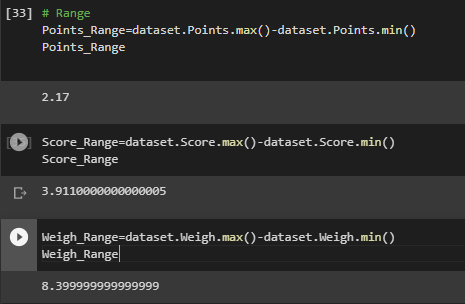 [33] # Range
Points_Range=dataset.Points.max()-dataset.Points.min()
Points_Range
2.17
Score_Range=dataset.Score.max()-dataset.Score.min()
Score_Range
3.9110000000000005
Weigh_Range=dataset.Weigh.max()-dataset.Weigh.min()
Weigh_Range
8.399999999999999